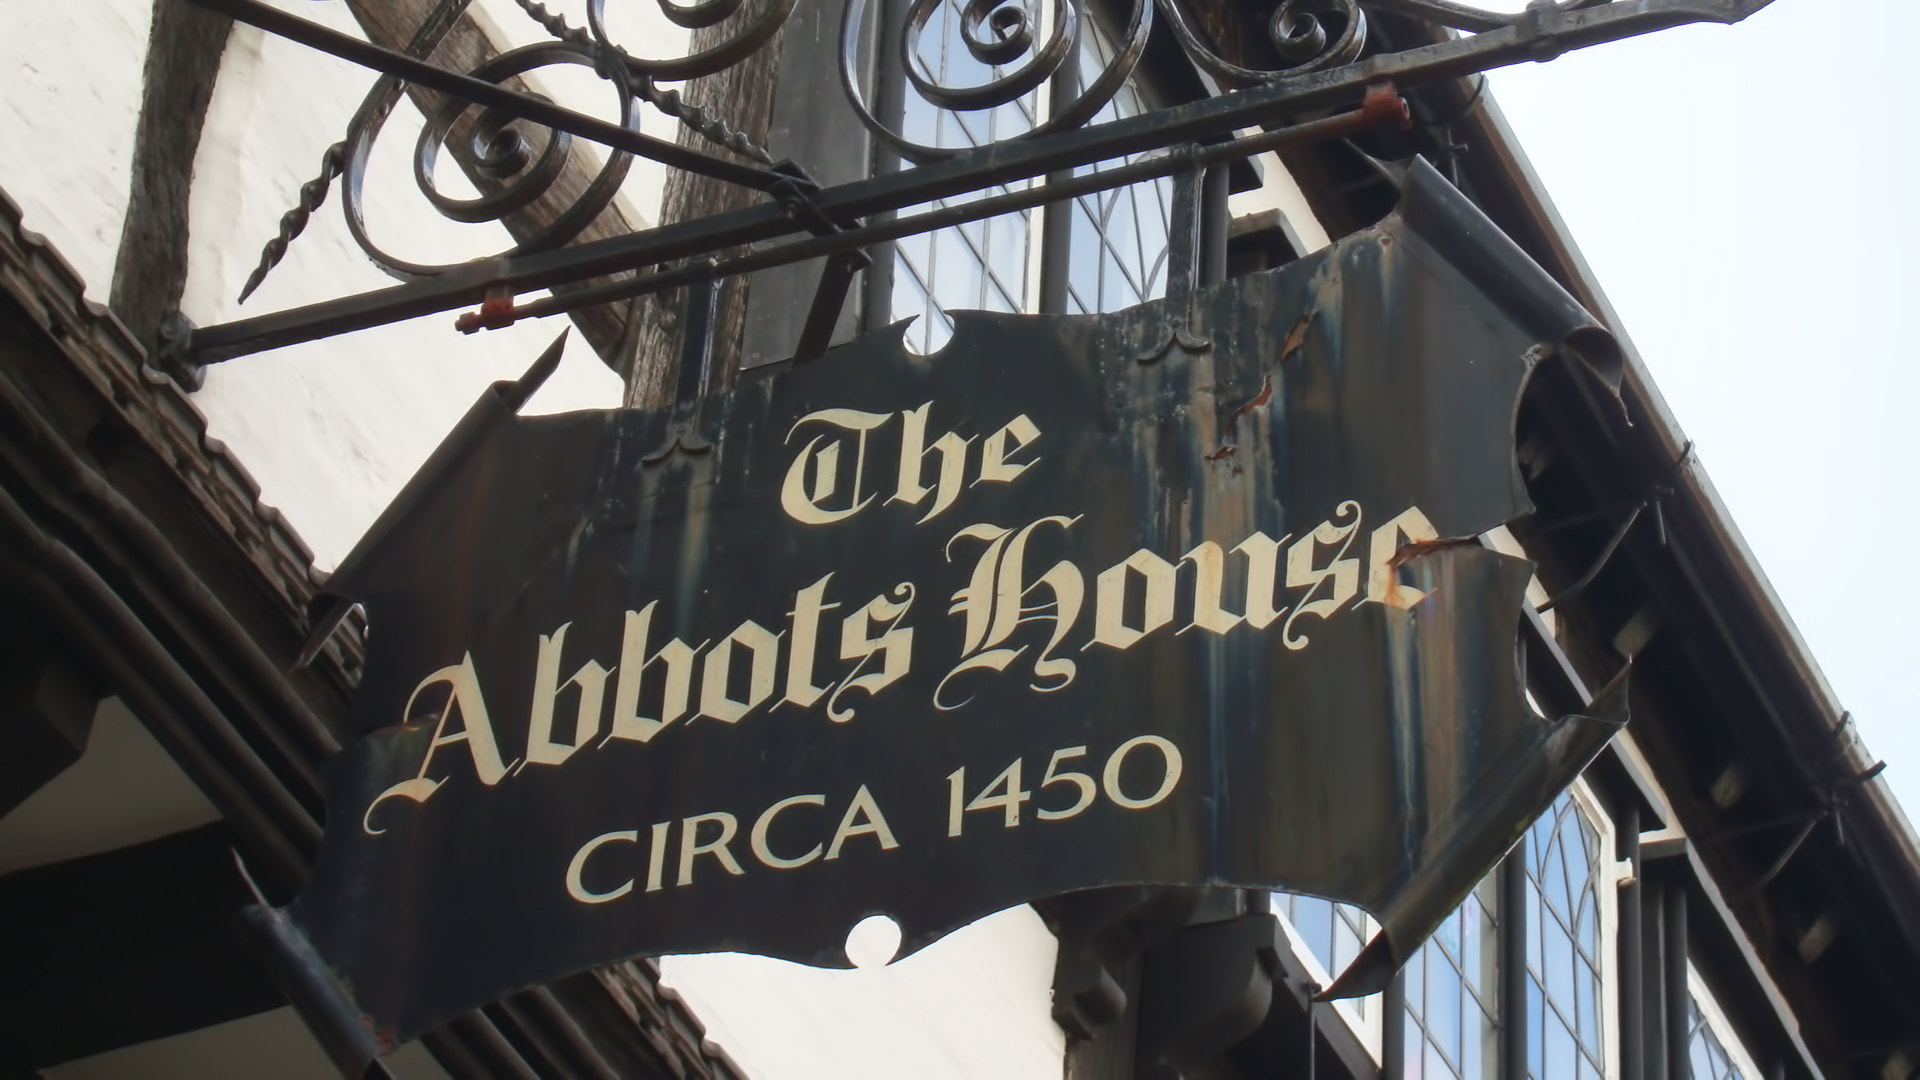 The
Abbots House
CIRCA 1450